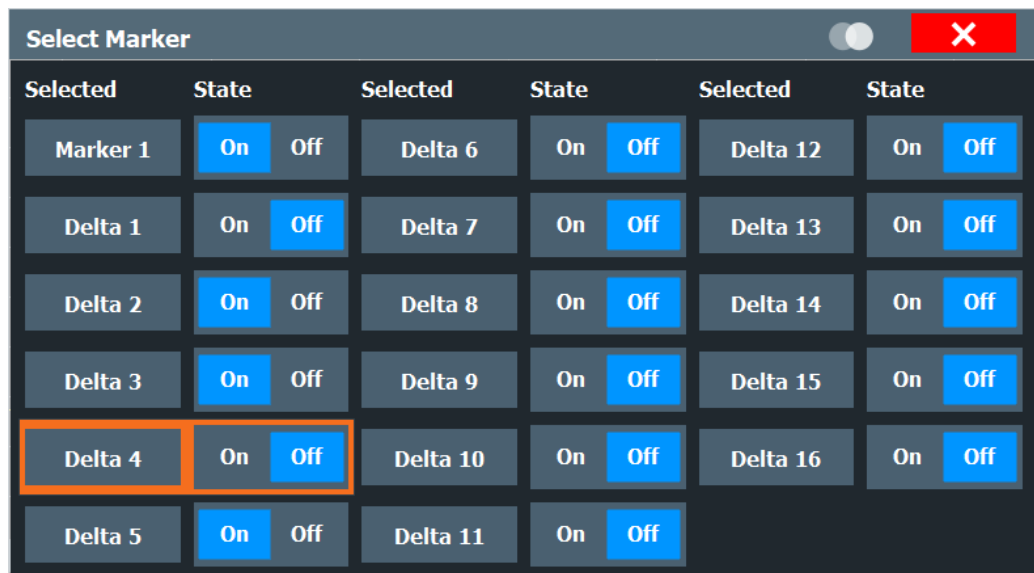 Select Marker
Selected State Selected State Selected State
Marker 1 On Off Delta 6 On Off Delta 12 On Off
Delta 1 On Off Delta 7 On Off Delta 13 On Off
Delta 2 On Off Delta 8 On Off Delta 14 On Off
Delta 3 On Off Delta 9 On Off Delta 15 On Off
Delta 4 On Off Delta 10 On Off Delta 16 On Off
Delta 5 On Off Delta 11 On Off